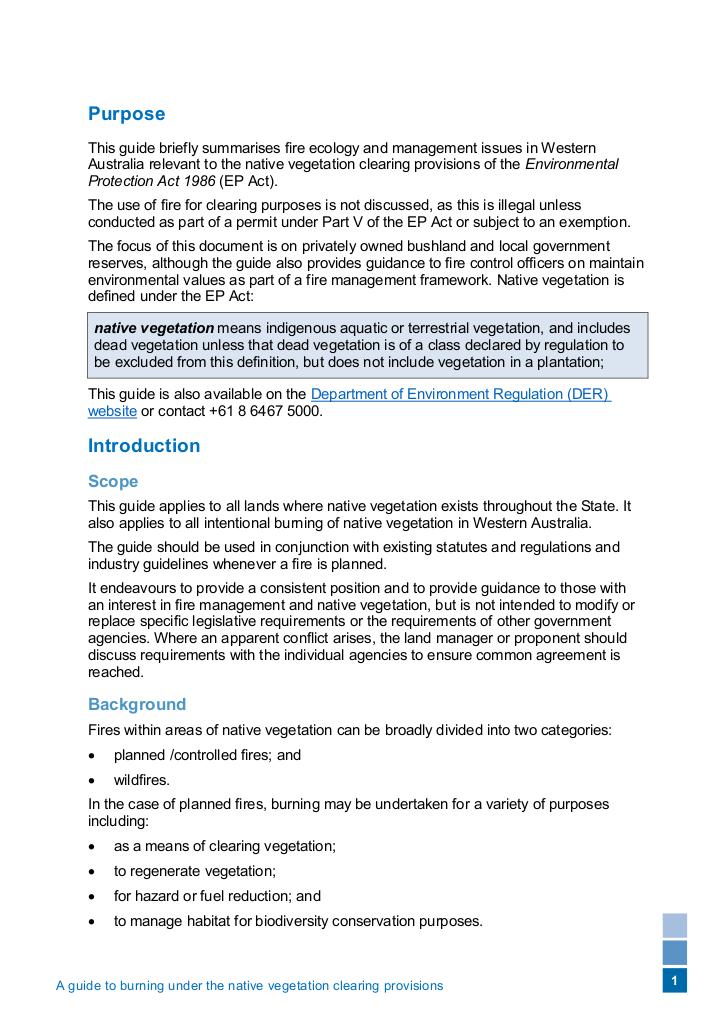 Purpose
This guide briefly summarises fire ecology and management issues in Western
Australia relevant to the native vegetation clearing provisions of the Environmental
Protection Act 1986 (EP Act).
The use of fire for clearing purposes is not discussed, as this is illegal unless
conducted as part of a permit under Part V of the EP Act or subject to an exemption.
The focus of this document is on privately owned bushland and local government
reserves, although the guide also provides guidance to fire control officers on maintain
environmental values as part of a fire management framework. Native vegetation is
defined under the EP Act:
native vegetation means indigenous aquatic or terrestrial vegetation, and includes
dead vegetation unless that dead vegetation is of a class declared by regulation to
be excluded from this definition, but does not include vegetation in a plantation;
This guide is also available on the Department of Environment Regulation (DER)
website or contact +61 8 6467 5000.
Introduction
Scope
This guide applies to all lands where native vegetation exists throughout the State. It
also applies to all intentional burning of native vegetation in Western Australia.
The guide should be used in conjunction with existing statutes and regulations and
industry guidelines whenever a fire is planned.
It endeavours to provide a consistent position and to provide guidance to those with
an interest in fire management and native vegetation, but is not intended to modify or
replace specific legislative requirements or the requirements of other government
agencies. Where an apparent conflict arises, the land manager or proponent should
discuss requirements with the individual agencies to ensure common agreement is
reached.
Background
Fires within areas of native vegetation can be broadly divided into two categories:
• planned /controlled fires; and
• wildfires.
In the case of planned fires, burning may be undertaken for a variety of purposes
including:
• as a means of clearing vegetation;
• to regenerate vegetation;
• for hazard or fuel reduction; and
• to manage habitat for biodiversity conservation purposes.
A guide to burning under the native vegetation clearing provisions
1